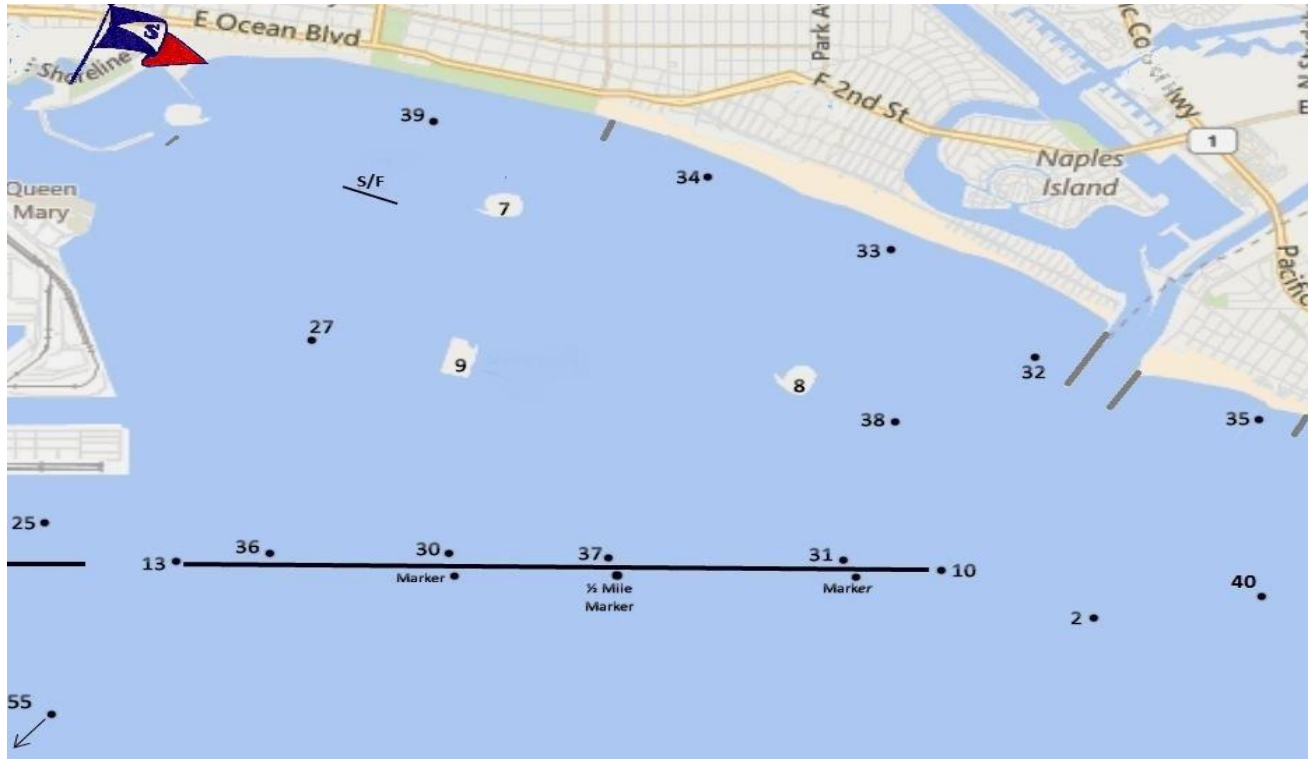 E Ocean Blvd
Shoreline
Park Av
Hwy
E 2nd St
1
39
S/F
7
34
Naples
Island
Queen
Mary
33
Pacific
27
9
8
32
38
35
25
13
36
30
37
31
10
Marker
½ Mile
Marker
Marker
40
2
55